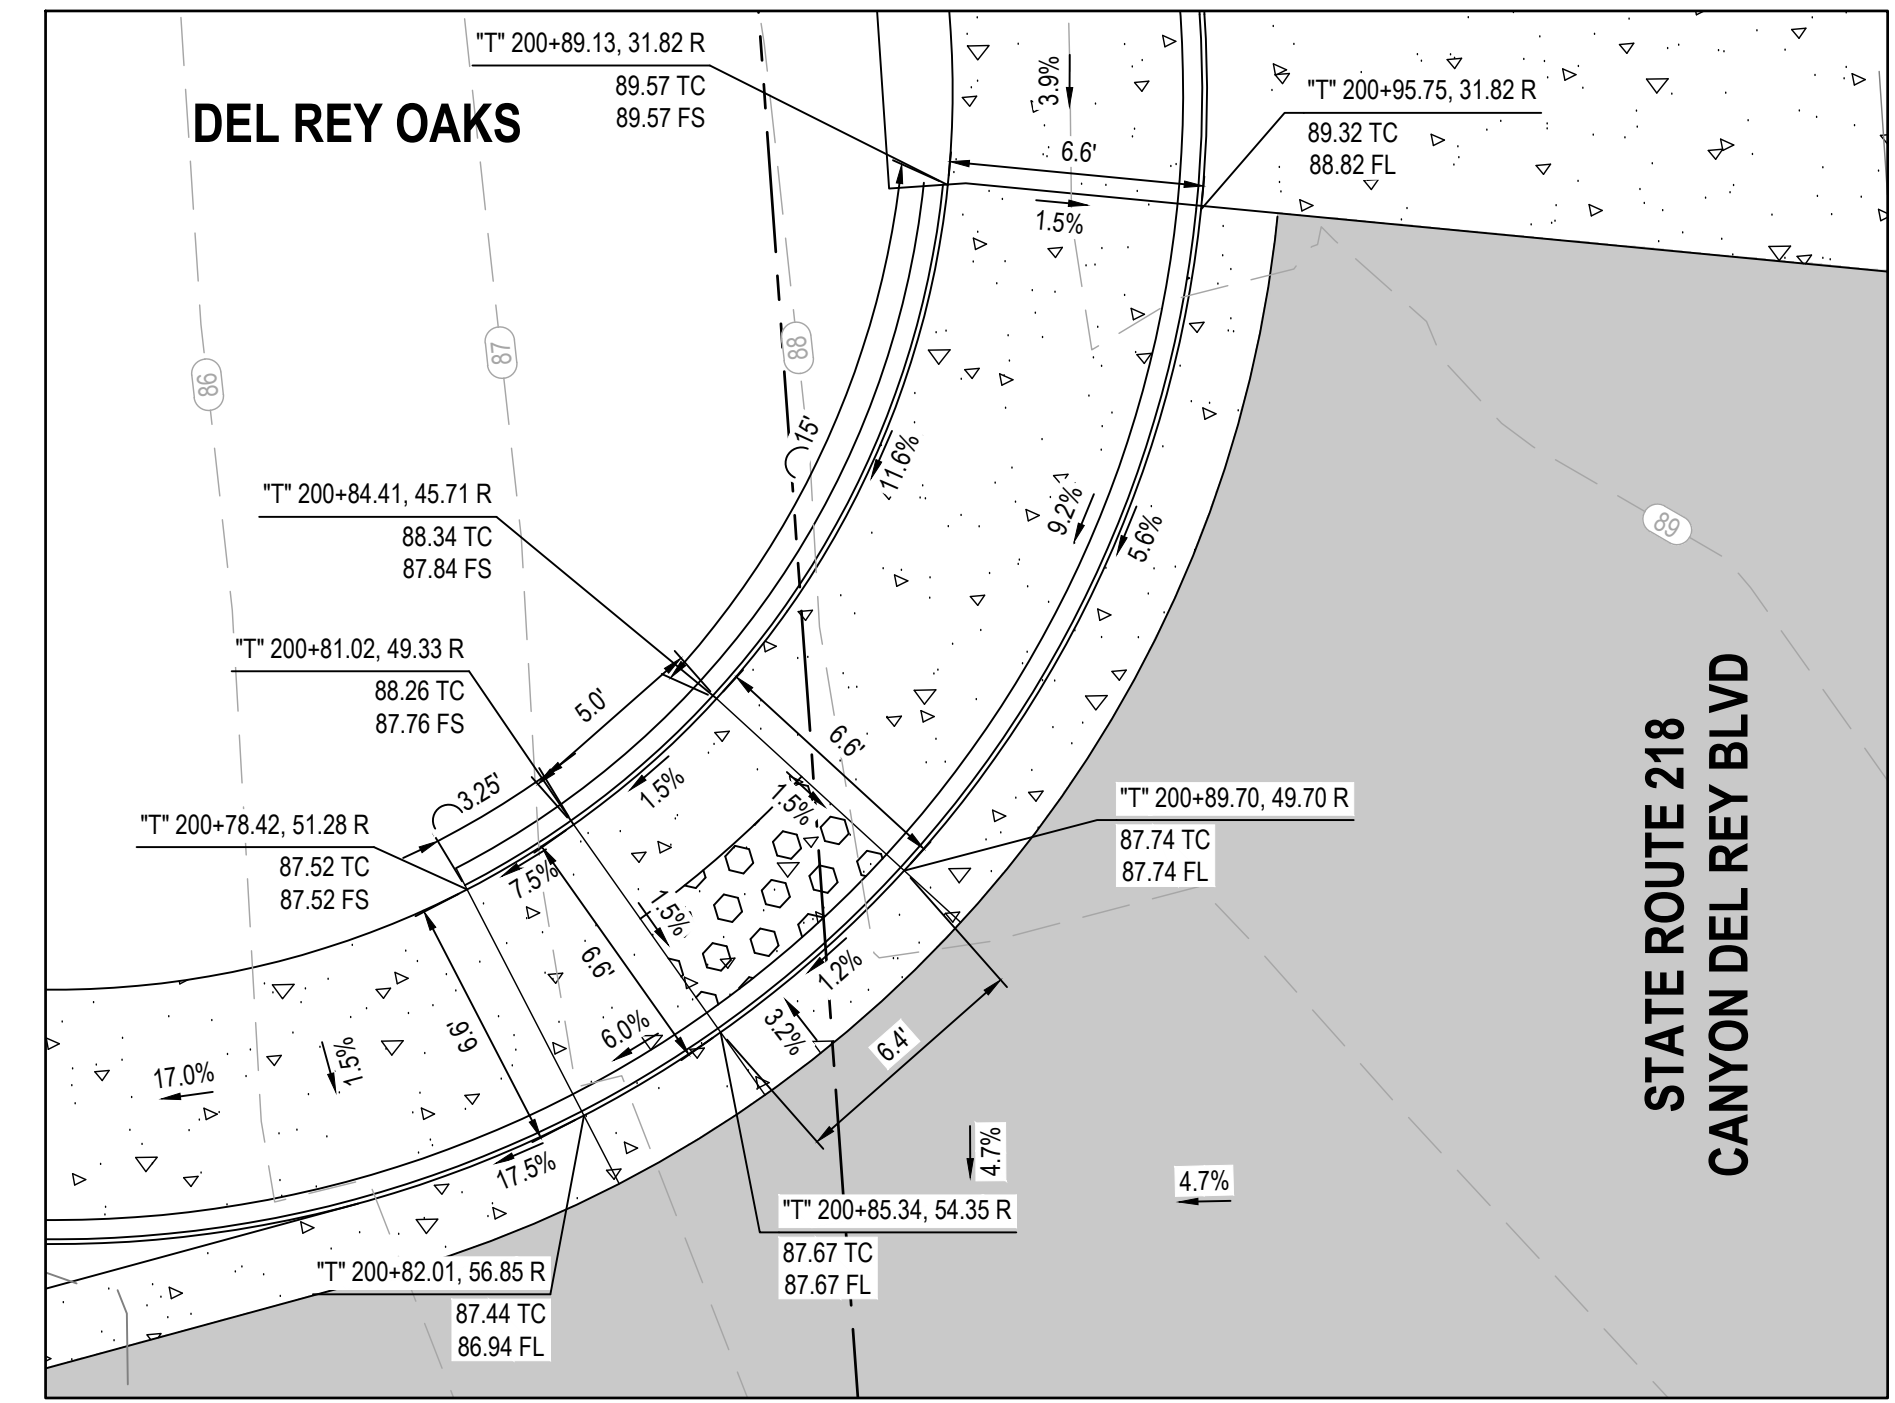 "T" 200+89.13, 31.82 R
89.57 TC
89.57 FS
DEL REY OAKS
3.9%
"T" 200+95.75, 31.82 R
89.32 TC
88.82 FL
6.6'
1.5%
86
87
88
15'
11.6%
9.2%
5.6%
89
"T" 200+84.41, 45.71 R
88.34 TC
87.84 FS
"T" 200+81.02, 49.33 R
88.26 TC
87.76 FS
5.0'
6.6'
3.25'
1.5%
1.5%
"T" 200+78.42, 51.28 R
87.52 TC
87.52 FS
7.5%
1.5%
"T" 200+89.70, 49.70 R
87.74 TC
87.74 FL
STATE ROUTE 218
CANYON DEL REY BLVD
6.6'
1.2%
6.0%
3.2%
6.4'
6.6'
17.0%
1.5%
17.5%
4.7%
4.7%
"T" 200+85.34, 54.35 R
87.67 TC
87.67 FL
"T" 200+82.01, 56.85 R
87.44 TC
86.94 FL